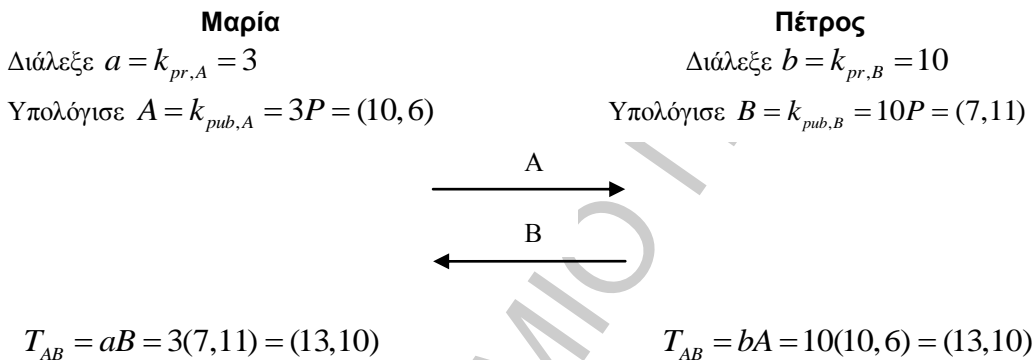 Μαρία Πέτρος
Διάλεξε a = k_{pr,A} = 3 Διάλεξε b = k_{pr,B} = 10
Υπολόγισε A = k_{pub,A} = 3P = (10, 6) Υπολόγισε B = k_{pub,B} = 10P = (7,11)
A
B
T_{AB} = aB = 3(7,11) = (13,10) T_{AB} = bA = 10(10, 6) = (13,10)